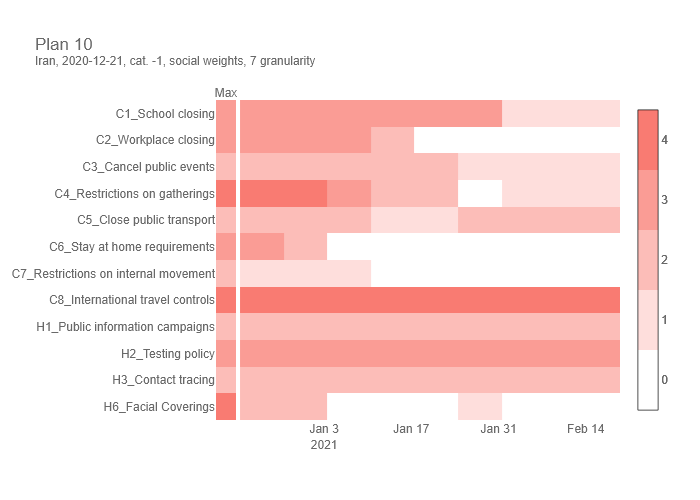 Plan 10
Iran, 2020-12-21, cat. -1, social weights, 7 granularity
Max
C1_School closing
C2_Workplace closing
C3_Cancel public events
C4_Restrictions on gatherings
C5_Close public transport
C6_Stay at home requirements
C7_Restrictions on internal movement
C8_International travel controls
H1_Public information campaigns
H2_Testing policy
H3_Contact tracing
H6_Facial Coverings
Jan 3
2021
Jan 17
Jan 31
Feb 14
4
3
2
1
0